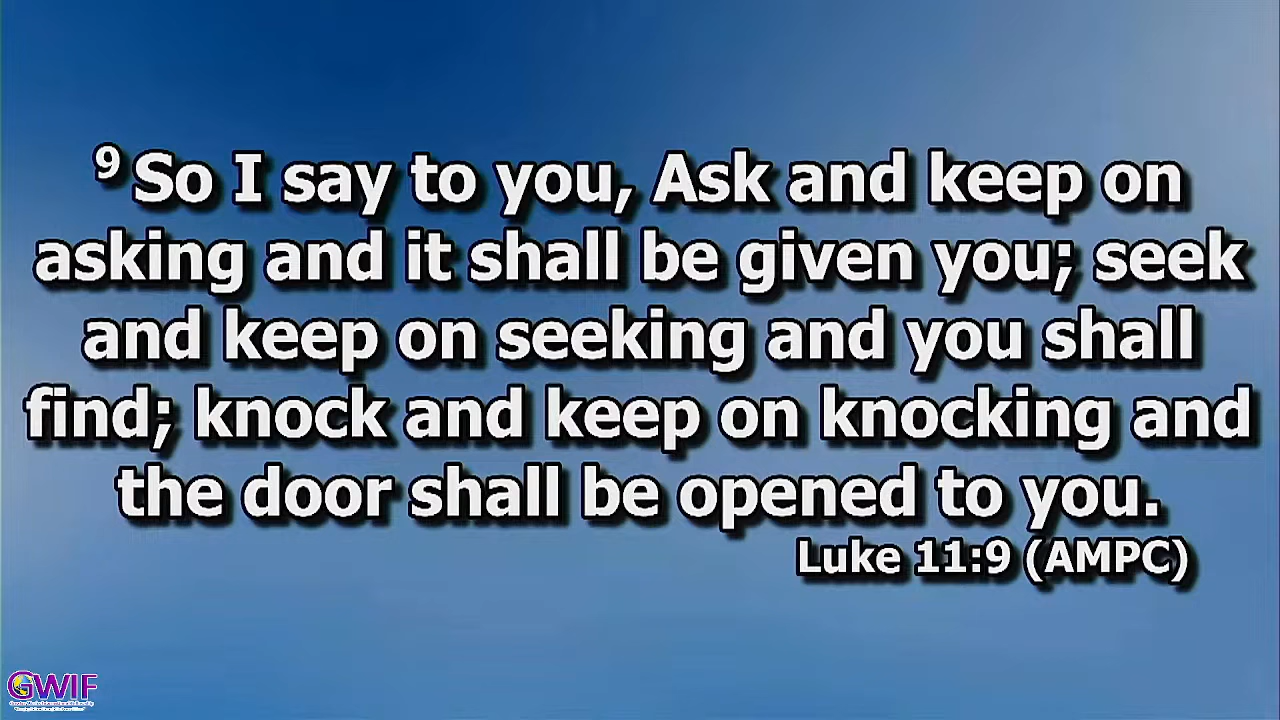 9 So I say to you, Ask and keep on
asking and it shall be given you; seek
and keep on seeking and you shall
find; knock and keep on knocking and
the door shall be opened to you.
Luke 11:9 (AMPC)
GWIF